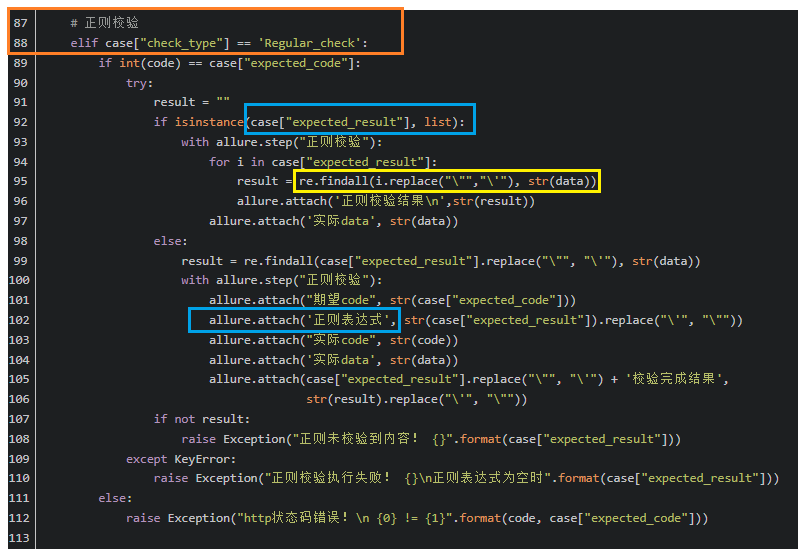 87 # 正则校验
88 elif case["check_type"] == 'Regular_check':
89 if int(code) == case["expected_code"]:
90 try:
91 result = ""
92 if isinstance(case["expected_result"], list):
93 with allure.step("正则校验"):
94 for i in case["expected_result"]:
95 result = re.findall(i.replace("\"","\'"), str(data))
96 allure.attach('正则校验结果\n',str(result))
97 allure.attach('实际data', str(data))
98 else:
99 result = re.findall(case["expected_result"].replace("\"", "\'"), str(data))
100 with allure.step("正则校验"):
101 allure.attach("期望code", str(case["expected_code"]))
102 allure.attach('正则表达式', str(case["expected_result"]).replace("\'", "\""))
103 allure.attach("实际code", str(code))
104 allure.attach('实际data', str(data))
105 allure.attach(case["expected_result"].replace("\"", "\'") + '校验完成结果',
106 str(result).replace("\'", "\""))
107 if not result:
108 raise Exception("正则未校验到内容! {}".format(case["expected_result"]))
109 except KeyError:
110 raise Exception("正则校验执行失败! {}\n正则表达式为空时".format(case["expected_result"]))
111 else:
112 raise Exception("http状态码错误!\n {0} != {1}".format(code, case["expected_code"]))
113